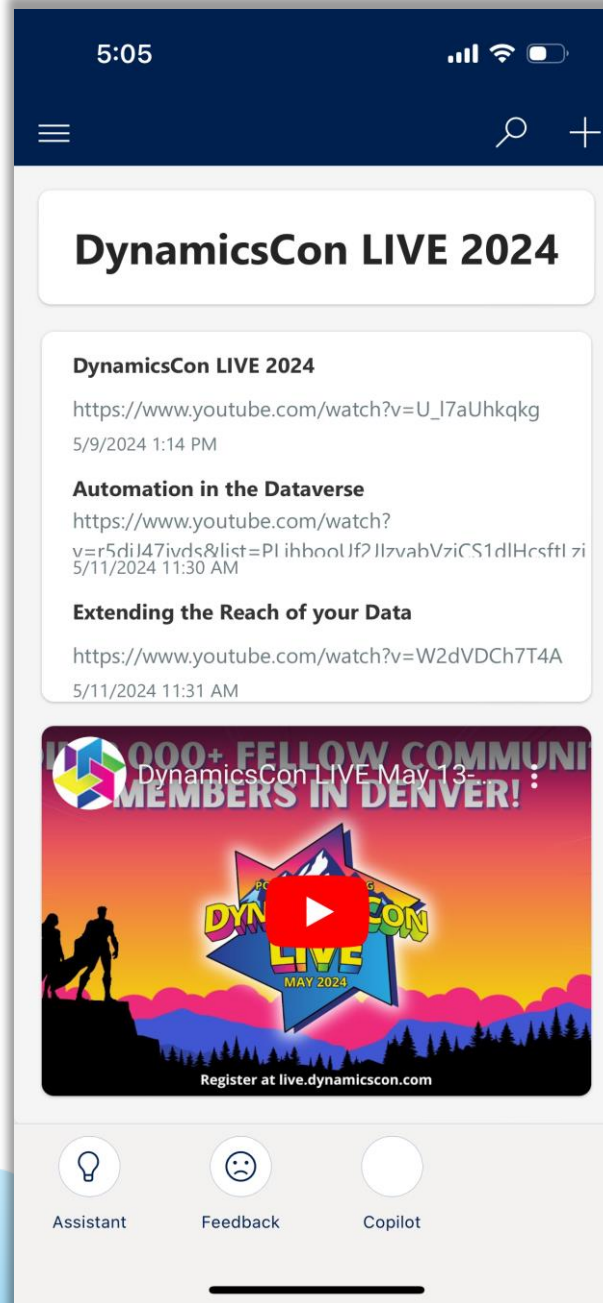 5:05
DynamicsCon LIVE 2024
DynamicsCon LIVE 2024
https://www.youtube.com/watch?v=U_l7aUhkqkg
5/9/2024 1:14 PM
Automation in the Dataverse
https://www.youtube.com/watch?
5/11/2024 11:30 AM
Extending the Reach of your Data
https://www.youtube.com/watch?v=W2dVDCh7T4A
5/11/2024 11:31 AM
000+ FELLOW COMMUNI
DynamicsCon LIVE May 13-...
MEMBERS IN DENVER!
LIVE
MAY 2024
Register at live.dynamicscon.com
Assistant
Feedback
Copilot